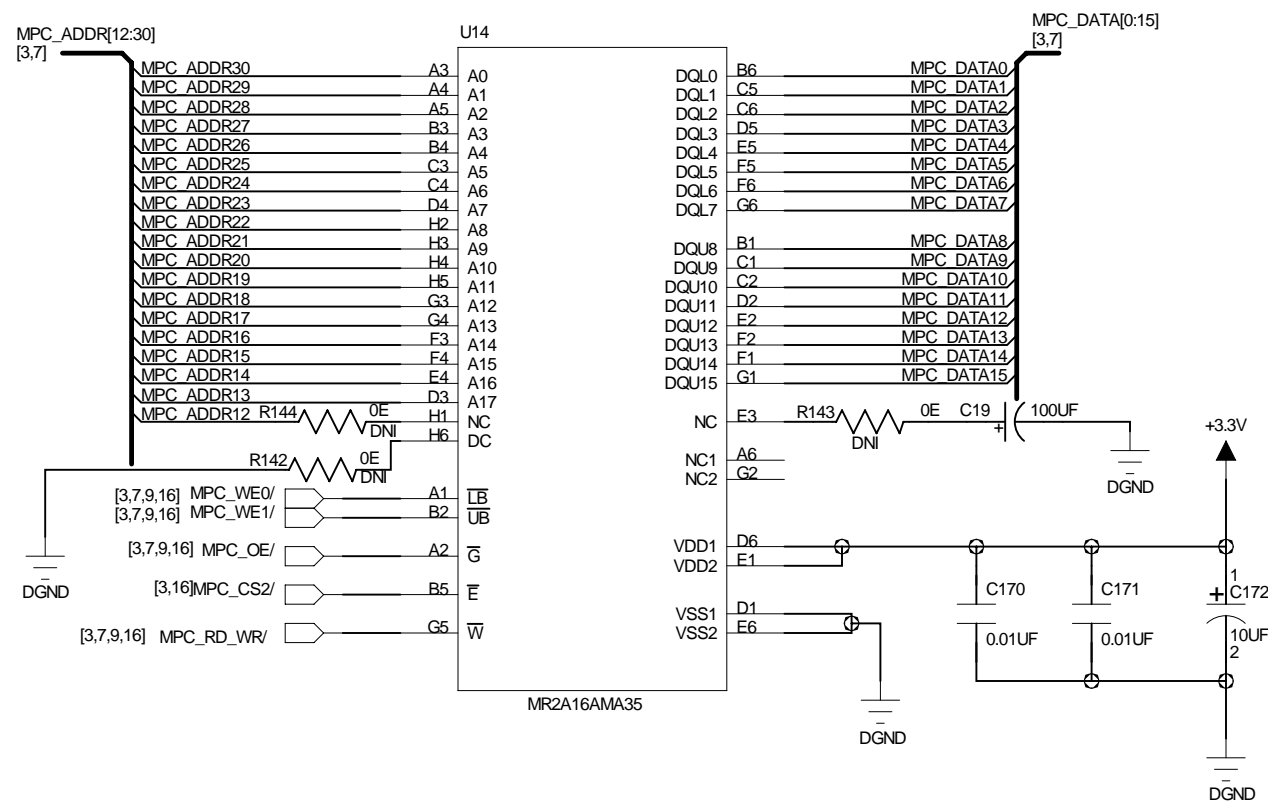 MPC_ADDR[12:30]
[3,7]
U14
MPC_DATA[0:15]
[3,7]
MPC_ADDR30 A3 A0 DQL0 B6 MPC_DATA0
MPC_ADDR29 A4 A1 DQL1 C5 MPC_DATA1
MPC_ADDR28 A5 A2 DQL2 C6 MPC_DATA2
MPC_ADDR27 B3 A3 DQL3 D5 MPC_DATA3
MPC_ADDR26 B4 A4 DQL4 E5 MPC_DATA4
MPC_ADDR25 C3 A5 DQL5 F5 MPC_DATA5
MPC_ADDR24 C4 A6 DQL6 F6 MPC_DATA6
MPC_ADDR23 D4 A7 DQL7 G6 MPC_DATA7
MPC_ADDR22 H2 A8
MPC_ADDR21 H3 A9 DQU8 B1 MPC_DATA8
MPC_ADDR20 H4 A10 DQU9 C1 MPC_DATA9
MPC_ADDR19 H5 A11 DQU10 C2 MPC_DATA10
MPC_ADDR18 G3 A12 DQU11 D2 MPC_DATA11
MPC_ADDR17 G4 A13 DQU12 E2 MPC_DATA12
MPC_ADDR16 F3 A14 DQU13 F2 MPC_DATA13
MPC_ADDR15 F4 A15 DQU14 F1 MPC_DATA14
MPC_ADDR14 E4 A16 DQU15 G1 MPC_DATA15
MPC_ADDR13 D3 A17
MPC_ADDR12 R144 0E H1 NC NC E3 R143 0E C19 + 100UF
DNI
DNI
H6 DC
+3.3V
R142 0E
DNI
NC1 A6
NC2 G2
DGND
[3,7,9,16] MPC_WE0/ A1 LB
[3,7,9,16] MPC_WE1/ B2 UB
[3,7,9,16] MPC_OE/ A2 G
VDD1 D6
VDD2 E1
DGND
[3,16]MPC_CS2/ B5 E
C170
0.01UF
C171
0.01UF
1
+ C172
10UF
2
VSS1 D1
VSS2 E6
[3,7,9,16] MPC_RD_WR/ G5 W
MR2A16AMA35
DGND
DGND